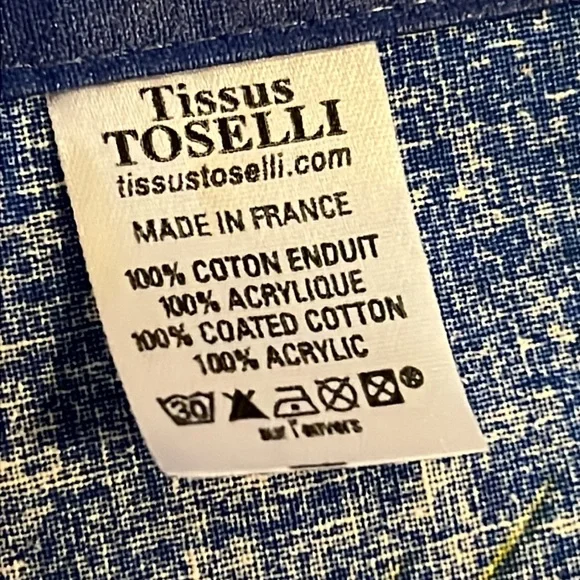 Tissus
TOSELLI
tissustoselli.com
MADE IN FRANCE
100% COTON ENDUIT
100% ACRYLIQUE
100% COATED COTTON
100% ACRYLIC
30
sur l'envers